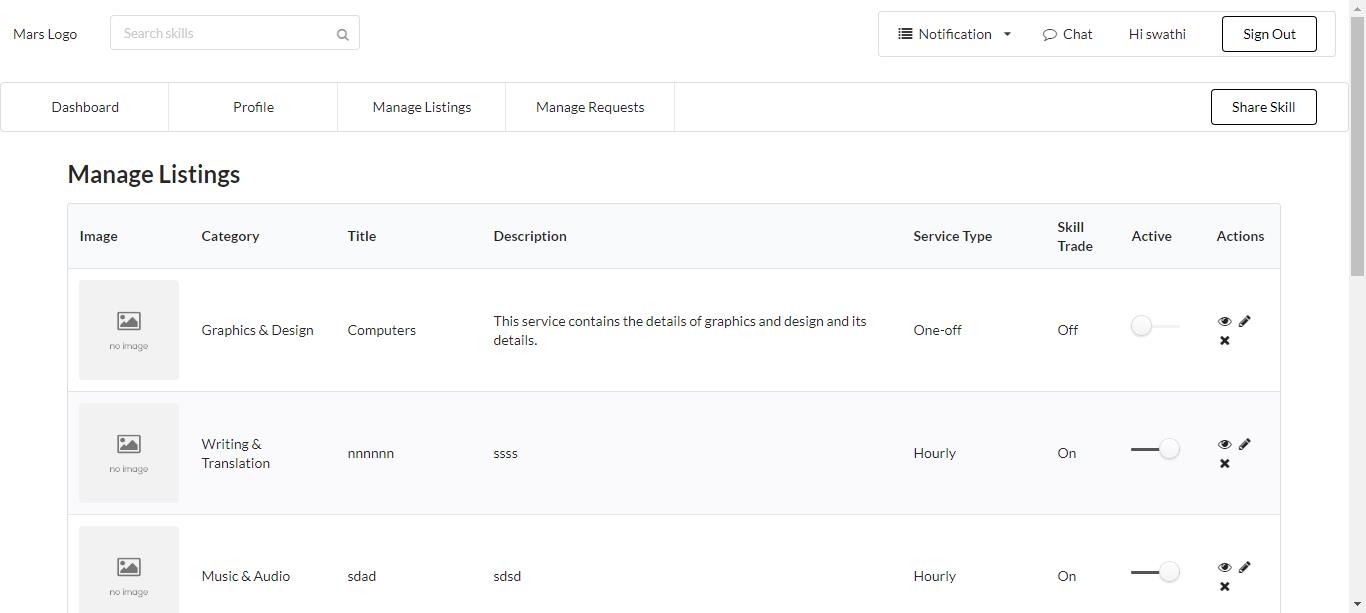 Mars Logo
Search skills
Notification
Chat
Hi swathi
Sign Out
Dashboard
Profile
Manage Listings
Manage Requests
Share Skill
Manage Listings
Image
Category
Title
Description
Service Type
Skill
Trade
Active
Actions
no image
Graphics & Design
Computers
This service contains the details of graphics and design and its
details.
One-off
Off
no image
Writing &
Translation
nnnnnn
ssss
Hourly
On
no image
Music & Audio
sdad
sdsd
Hourly
On